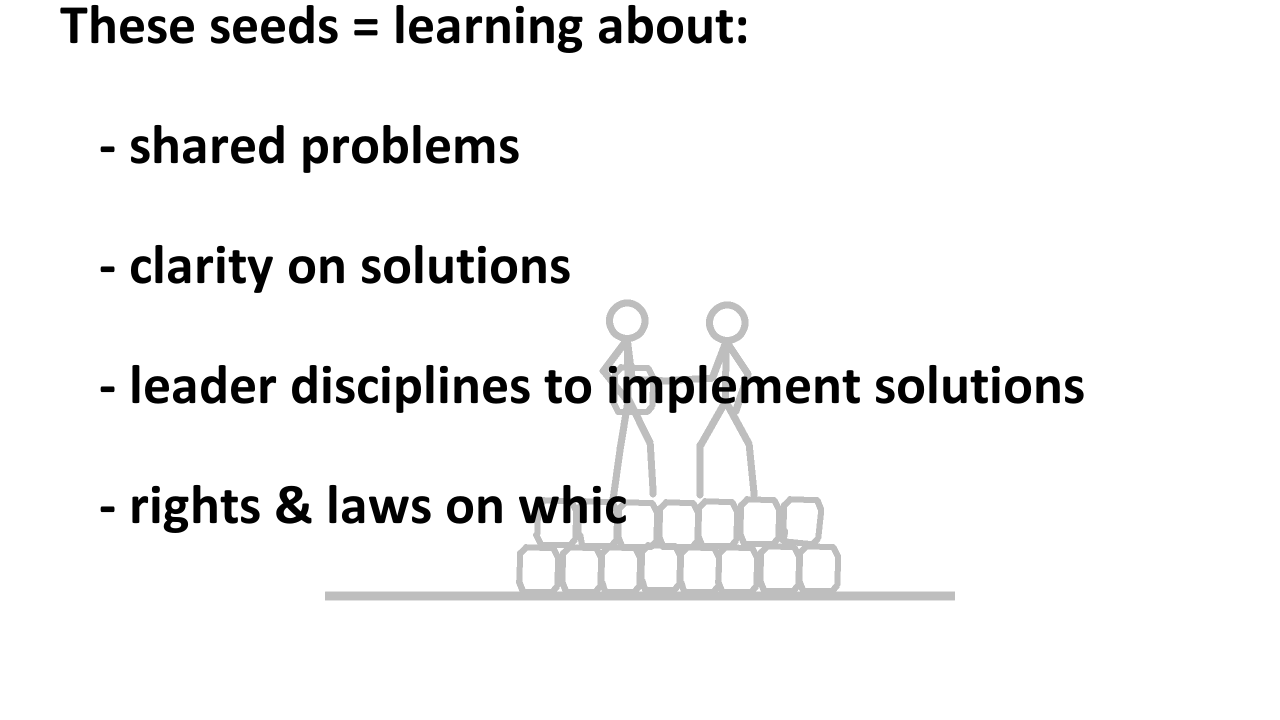 These seeds = learning about:
- shared problems
- clarity on solutions
- leader disciplines to implement solutions
- rights & laws on whic